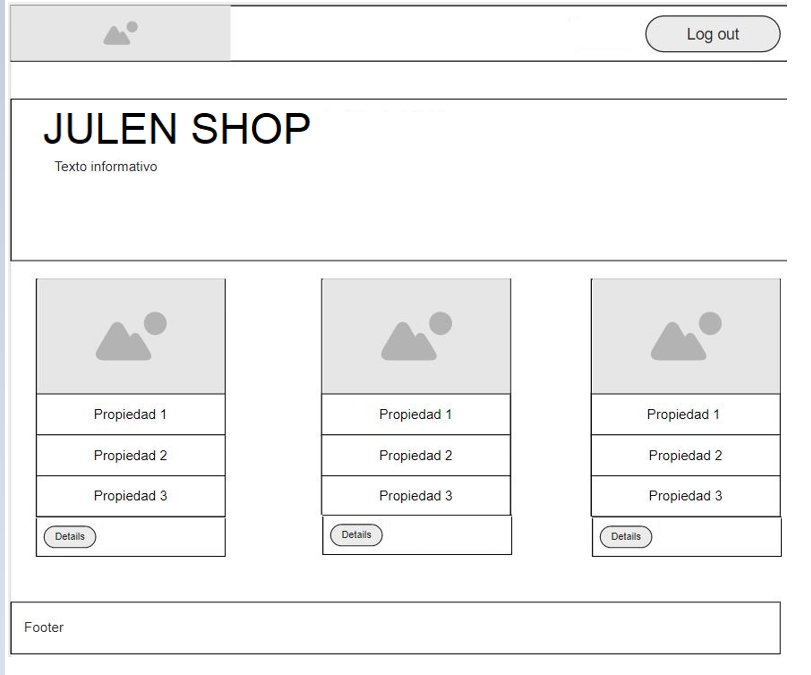 Log out
JULEN SHOP
Texto informativo
Propiedad 1
Propiedad 2
Propiedad 3
Details
Propiedad 1
Propiedad 2
Propiedad 3
Details
Propiedad 1
Propiedad 2
Propiedad 3
Details
Footer